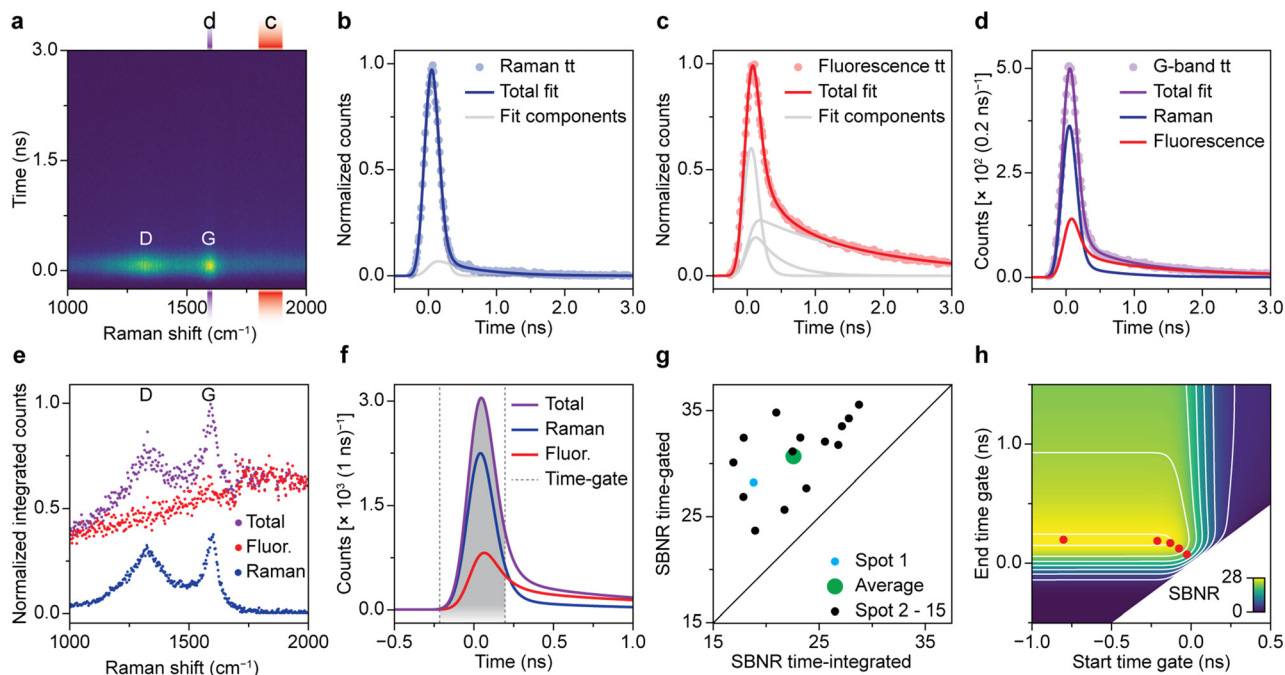 a
d
c
3.0
1.5
0.0
Time (ns)
D
G
1000
1500
2000
Raman shift (cm⁻¹)
b
Raman tt
Total fit
Fit components
1.0
0.5
0.0
Normalized counts
0.0
1.0
2.0
3.0
Time (ns)
c
Fluorescence tt
Total fit
Fit components
1.0
0.5
0.0
Normalized counts
0.0
1.0
2.0
3.0
Time (ns)
d
G-band tt
Total fit
Raman
Fluorescence
5.0
2.5
0.0
Counts [× 10² (0.2 ns)⁻¹]
0.0
1.0
2.0
3.0
Time (ns)
e
D
G
1.0
0.5
0.0
Normalized integrated counts
Total
Fluor.
Raman
1000
1500
2000
Raman shift (cm⁻¹)
f
Total
Raman
Fluor.
Time-gate
3.0
1.5
0.0
Counts [× 10³ (1 ns)⁻¹]
−0.5
0.0
0.5
1.0
Time (ns)
g
35
25
15
SBNR time-gated
Spot 1
Average
Spot 2 - 15
15
25
35
SBNR time-integrated
h
1.0
0.0
End time gate (ns)
28
0
SBNR
−1.0
−0.5
0.0
0.5
Start time gate (ns)